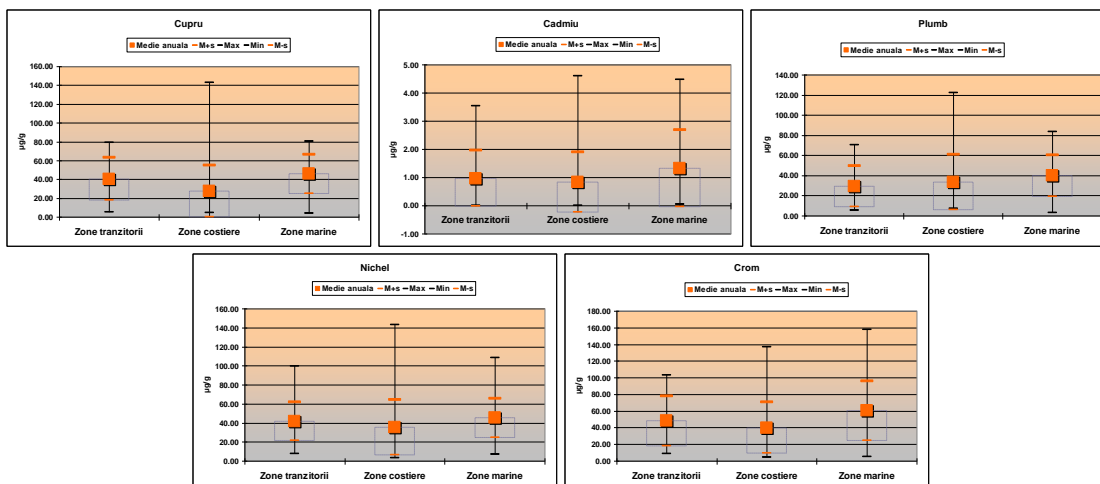 Cupru
Medie anuala M+s Max Min M-s
µg/g
160.00
140.00
120.00
100.00
80.00
60.00
40.00
20.00
0.00
Zone tranzitorii Zone costiere Zone marine
Cadmiu
Medie anuala M+s Max Min M-s
µg/g
5.00
4.00
3.00
2.00
1.00
0.00
-1.00
Zone tranzitorii Zone costiere Zone marine
Plumb
Medie anuala M+s Max Min M-s
µg/g
140.00
120.00
100.00
80.00
60.00
40.00
20.00
0.00
Zone tranzitorii Zone costiere Zone marine
Nichel
Medie anuala M+s Max Min M-s
µg/g
160.00
140.00
120.00
100.00
80.00
60.00
40.00
20.00
0.00
Zone tranzitorii Zone costiere Zone marine
Crom
Medie anuala M+s Max Min M-s
µg/g
180.00
160.00
140.00
120.00
100.00
80.00
60.00
40.00
20.00
0.00
Zone tranzitorii Zone costiere Zone marine